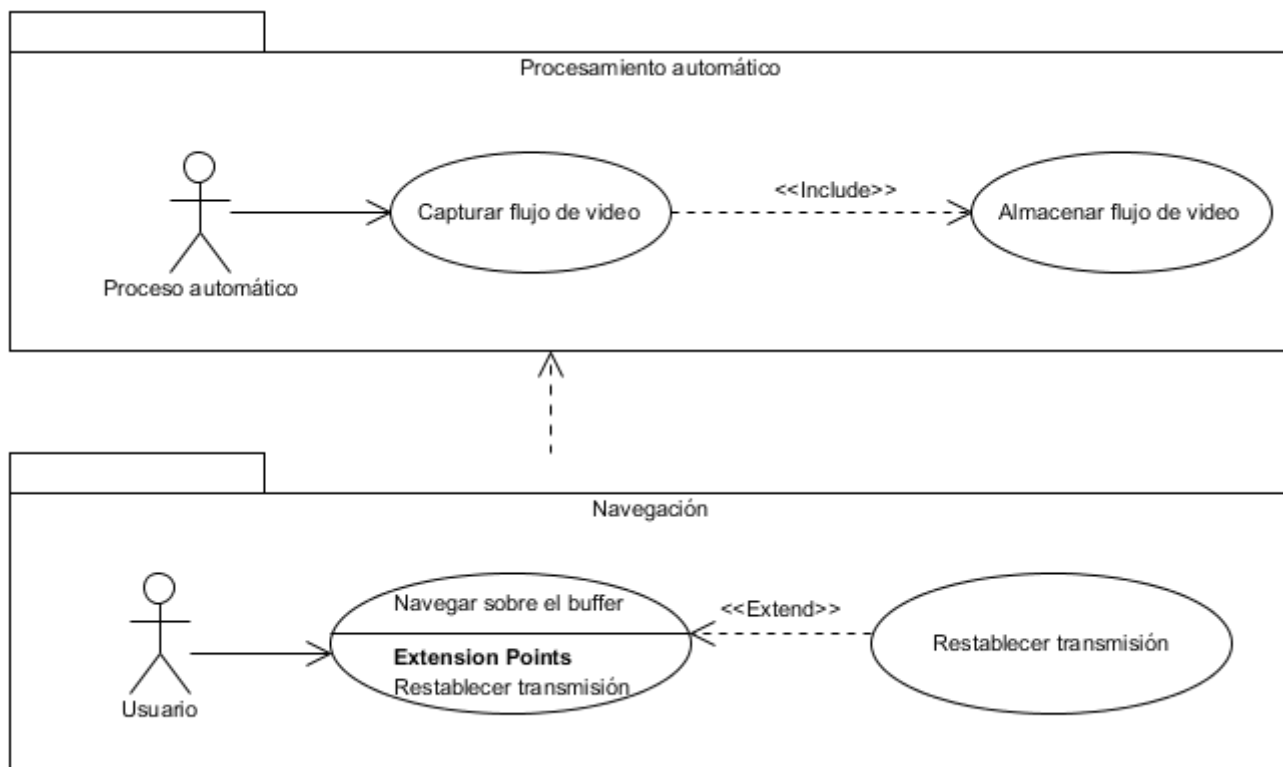 Procesamiento automático
Capturar flujo de video
<<Include>>
Almacenar flujo de video
Proceso automático
Navegación
Navegar sobre el buffer
<<Extend>>
Extension Points
Restablecer transmisión
Restablecer transmisión
Usuario